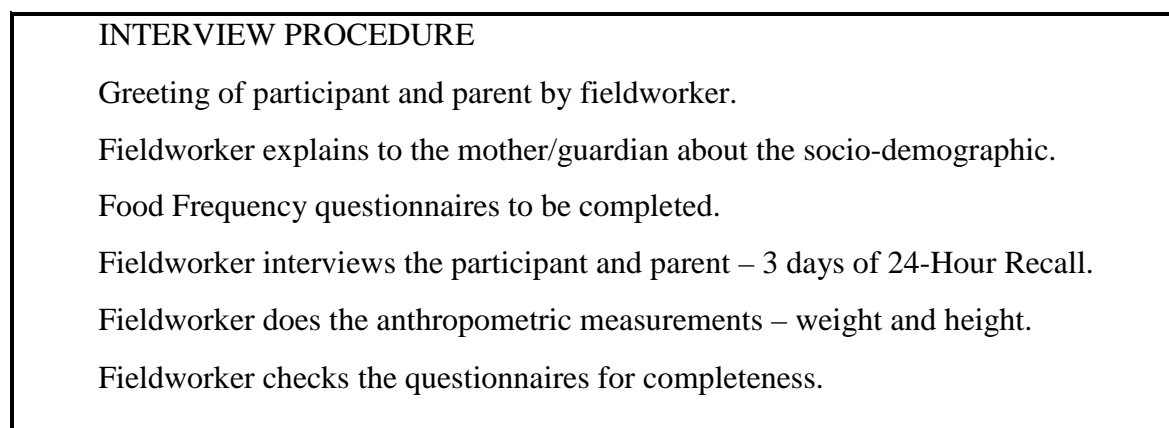 INTERVIEW PROCEDURE
Greeting of participant and parent by fieldworker.
Fieldworker explains to the mother/guardian about the socio-demographic.
Food Frequency questionnaires to be completed.
Fieldworker interviews the participant and parent – 3 days of 24-Hour Recall.
Fieldworker does the anthropometric measurements – weight and height.
Fieldworker checks the questionnaires for completeness.